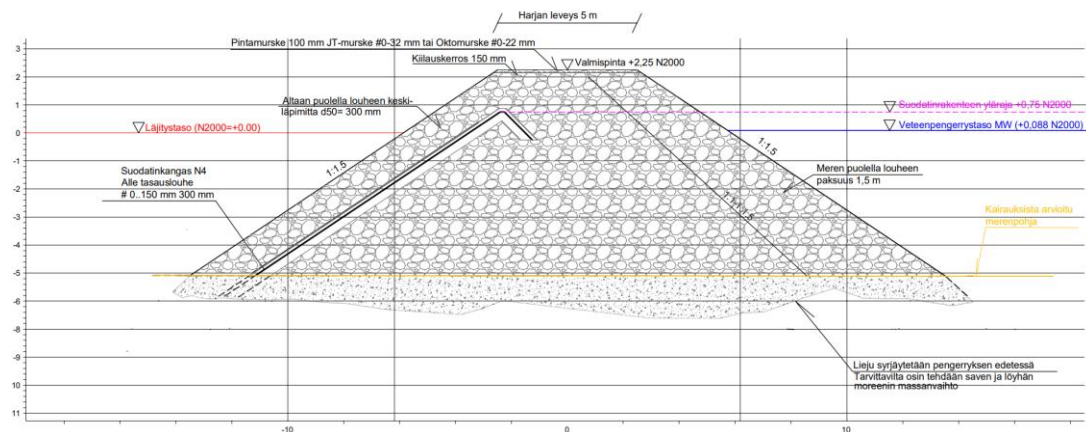 Harjan leveys 5 m
Pintamurske 100 mm JT-murske #0-32 mm tai Oktomurske #0-22 mm
Kiilauskerros 150 mm
Valmispinta +2,25 N2000
Altaan puolella louheen keski-
läpimitta d50= 300 mm
Suodatinrakenteen yläraja +0,75 N2000
Läjitystaso (N2000=+0.00)
Veteenpengerrystaso MW (+0,088 N2000)
1:1.5
1:1.5
Suodatinkangas N4
Alle tasauslouhe
# 0..150 mm 300 mm
Meren puolella louheen
paksuus 1,5 m
Kairauksista arvioitu
merenpohja
Lieju syrjäytetään pengerryksen edetessä
Tarvittavilta osin tehdään saven ja löyhän
moreenin massanvaihto
3
2
1
0
-1
-2
-3
-4
-5
-6
-8
-9
10
11
-10
0
10